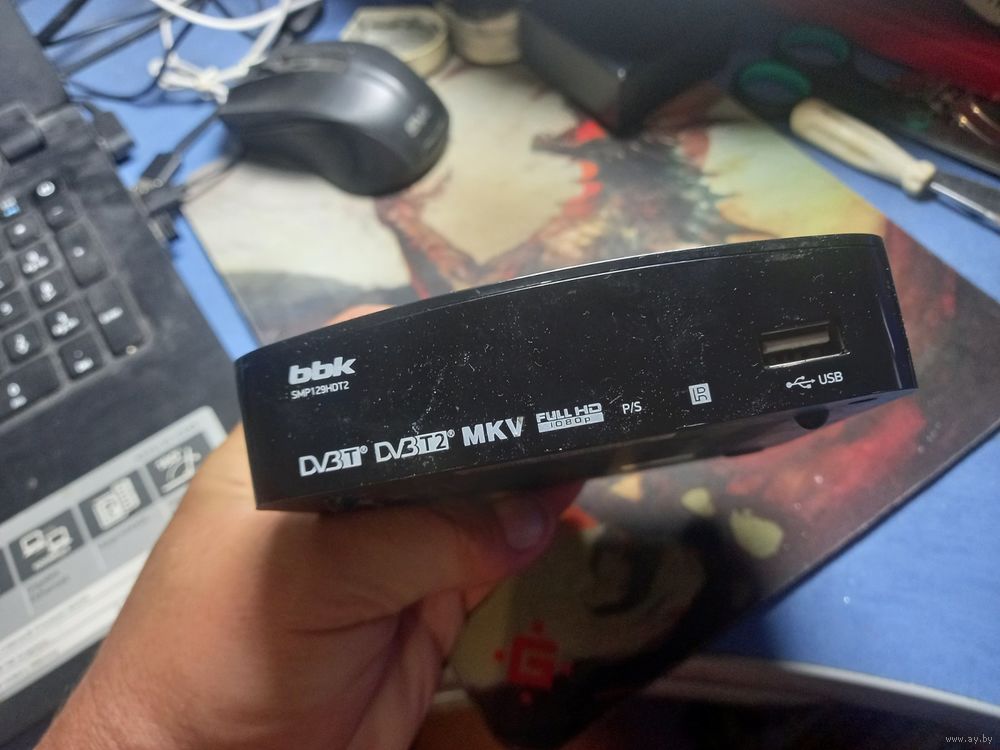 bbk
SMP129HDT2
DVB T® DVB T2® MKV FULL HD 1080p P/S
USB
G
www.ay.by